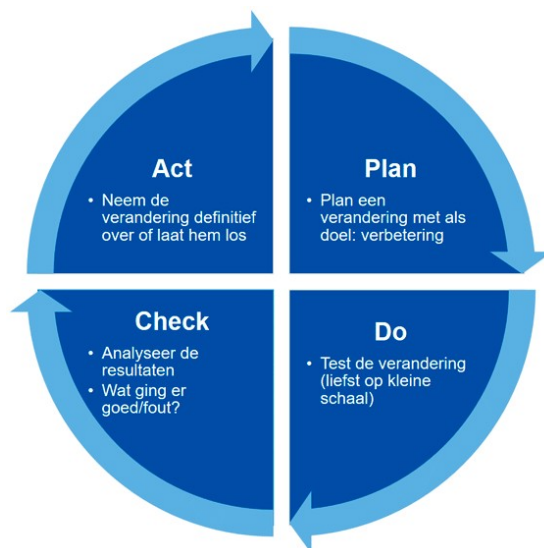 Act
• Neem de
verandering definitief
over of laat hem los
Plan
• Plan een
verandering met als
doel: verbetering
Check
• Analyseer de
resultaten
• Wat ging er
goed/fout?
Do
• Test de verandering
(liefst op kleine
schaal)